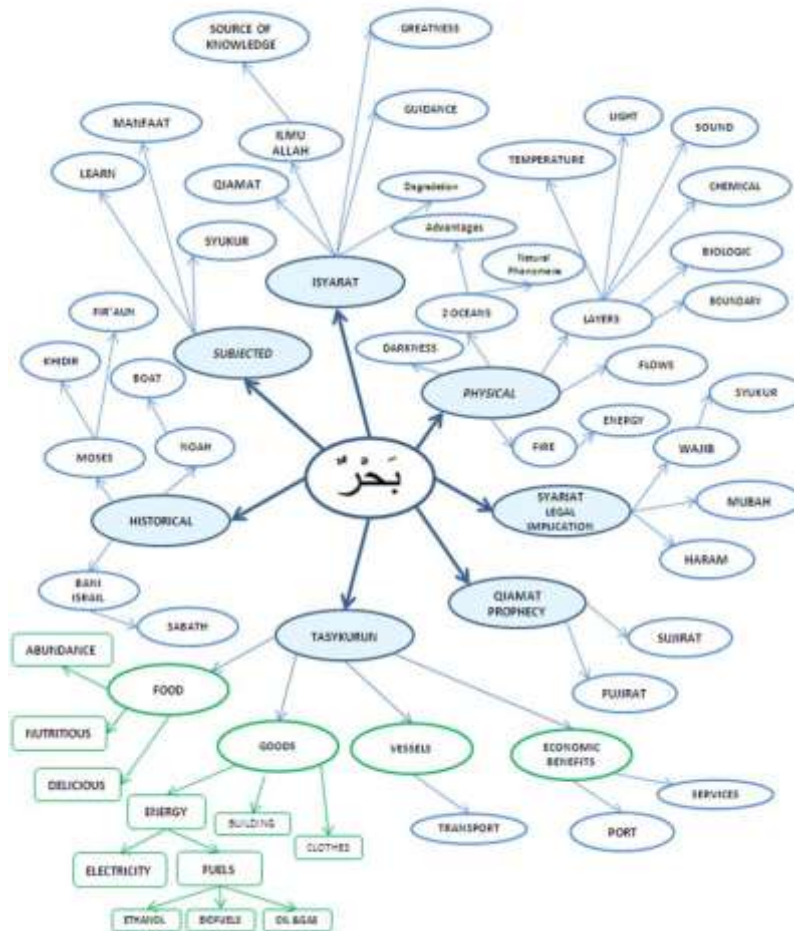 SOURCE OF
KNOWLEDGE
GREATNESS
MANFAAT
ILMU
ALLAH
GUIDANCE
LIGHT
SOUND
LEARN
QIAMAT
Degradation
TEMPERATURE
CHEMICAL
SYUKUR
Advantages
ISYARAT
Natural
Phenomena
BIOLOGIC
FIR'AUN
2 OCEANS
LAYERS
BOUNDARY
SUBJECTED
DARKNESS
KHIDIR
BOAT
PHYSICAL
FLOWS
SYUKUR
MOSES
NOAH
FIRE
ENERGY
WAJIB
بَحْرٌ
HISTORICAL
SYARIAT
LEGAL
IMPLICATION
MUBAH
HARAM
BANI
ISRAIL
QIAMAT
PROPHECY
SABATH
TASYKURUN
SUJJIRAT
ABUNDANCE
FOOD
FUJJIRAT
NUTRITIOUS
GOODS
VESSELS
ECONOMIC
BENEFITS
DELICIOUS
ENERGY
BUILDING
CLOTHES
TRANSPORT
PORT
SERVICES
ELECTRICITY
FUELS
ETHANOL
BIOFUELS
OIL &GAS